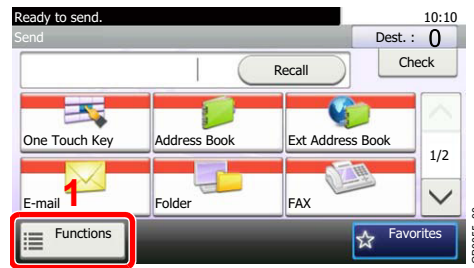 Ready to send. 10:10
Send Dest. : 0
Recall Check
One Touch Key Address Book Ext Address Book
1/2
E-mail Folder FAX
1
Functions Favorites